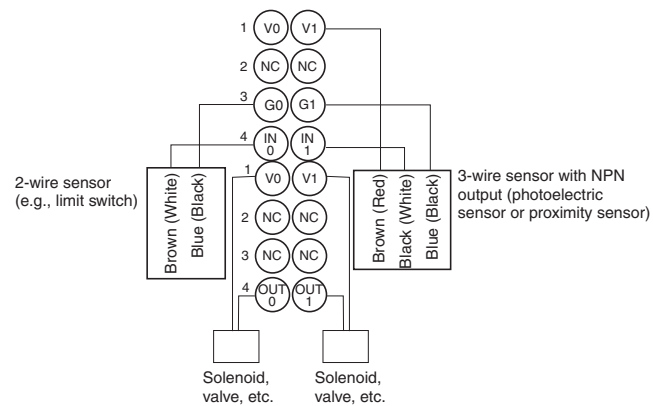 1 V0 V1
2 NC NC
3 G0 G1
4 IN 0 IN 1
1 V0 V1
2 NC NC
3 NC NC
4 OUT 0 OUT 1
2-wire sensor
(e.g., limit switch)
Brown (White)
Blue (Black)
Brown (Red)
Black (White)
Blue (Black)
3-wire sensor with NPN
output (photoelectric
sensor or proximity sensor)
Solenoid,
valve, etc.
Solenoid,
valve, etc.